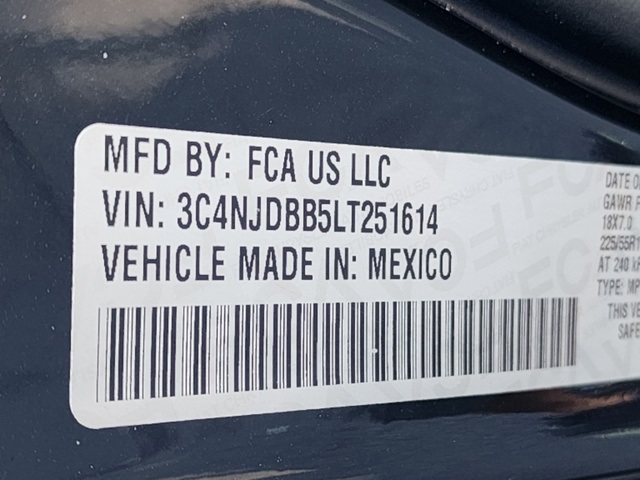 MFD BY: FCA US LLC
VIN: 3C4NJDBB5LT251614
VEHICLE MADE IN: MEXICO
DATE O
GAWR F
18X7.0
225/55R1
AT 240 k
TYPE: MP
THIS VE
SAFE